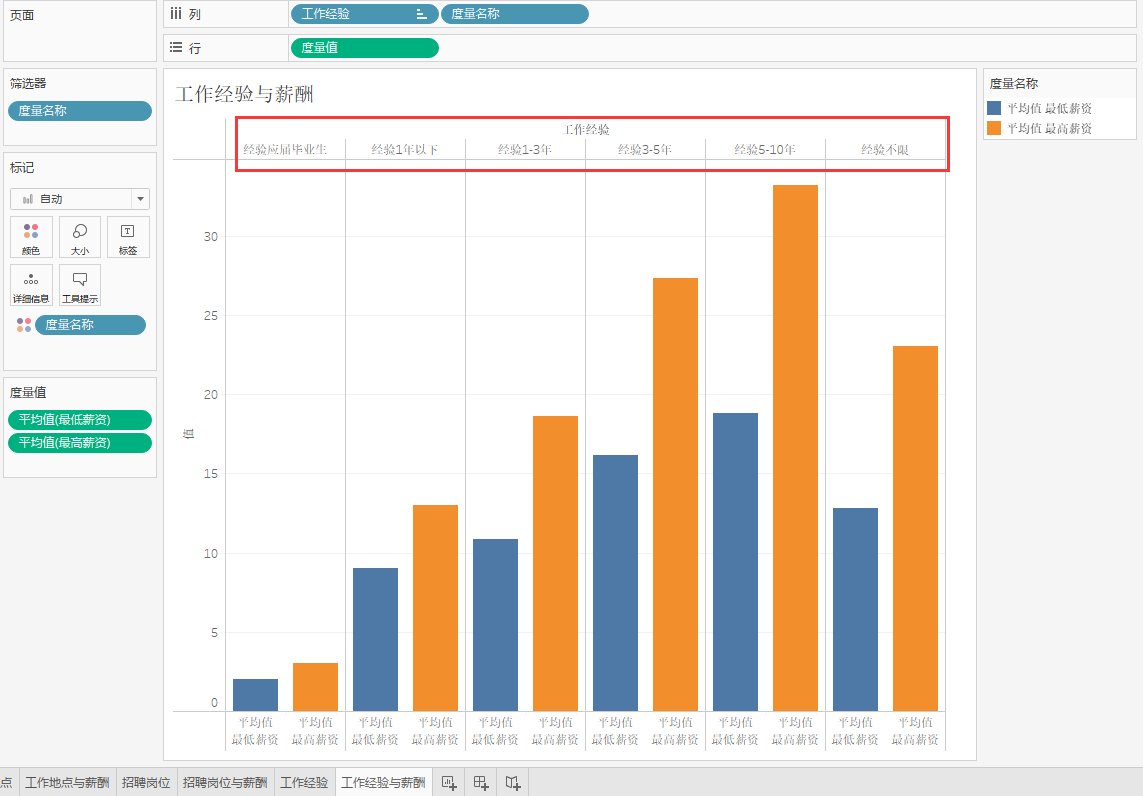 页面
列
工作经验
度量名称
行
度量值
筛选器
度量名称
标记
自动
颜色
大小
标签
详细信息
工具提示
度量名称
度量值
平均值(最低薪资)
平均值(最高薪资)
工作经验与薪酬
工作经验
经验应届毕业生 经验1年以下 经验1-3年 经验3-5年 经验5-10年 经验不限
值
30
25
20
15
10
5
0
平均值 平均值 平均值 平均值 平均值 平均值 平均值 平均值 平均值 平均值 平均值 平均值
最低薪资 最高薪资 最低薪资 最高薪资 最低薪资 最高薪资 最低薪资 最高薪资 最低薪资 最高薪资 最低薪资 最高薪资
度量名称
平均值 最低薪资
平均值 最高薪资
点 工作地点与薪酬 招聘岗位 招聘岗位与薪酬 工作经验 工作经验与薪酬